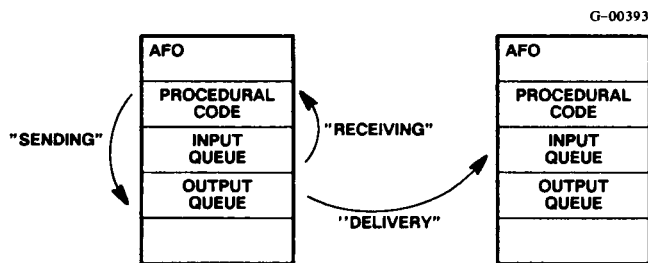 G-00393
AFO
PROCEDURAL
CODE
INPUT
QUEUE
OUTPUT
QUEUE
"SENDING"
"RECEIVING"
''DELIVERY"
AFO
PROCEDURAL
CODE
INPUT
QUEUE
OUTPUT
QUEUE